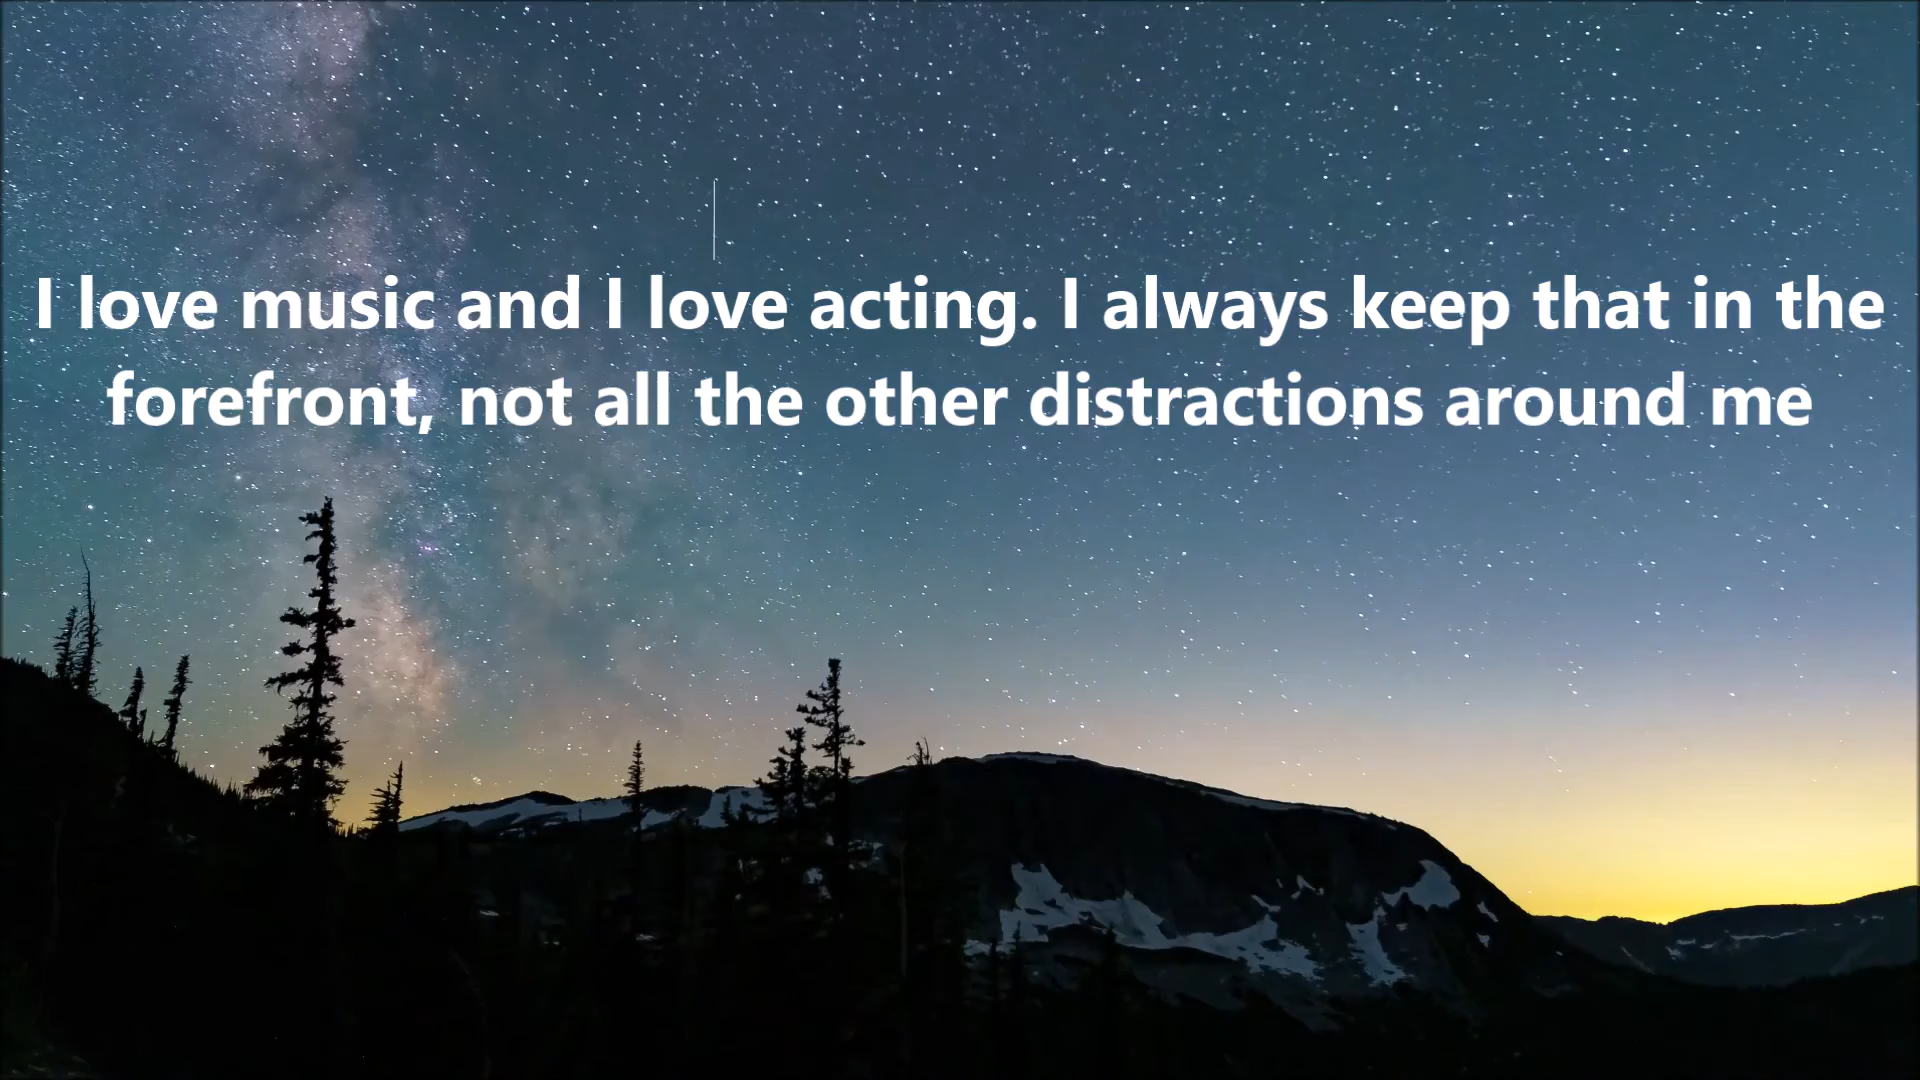 I love music and I love acting. I always keep that in the
forefront, not all the other distractions around me